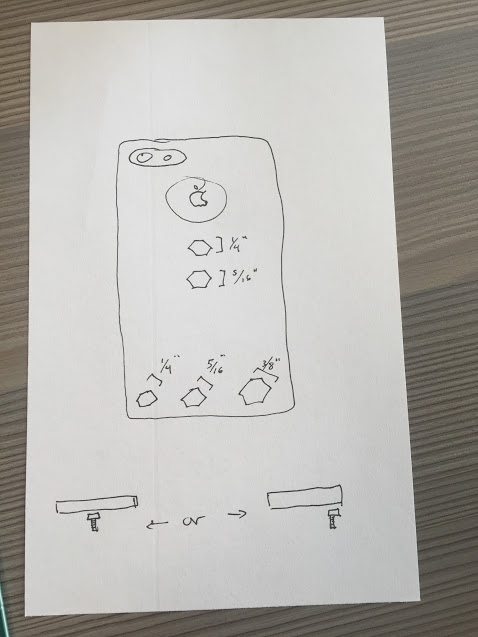 1/4"
5/16"
1/4" 5/16" 3/8"
← or →